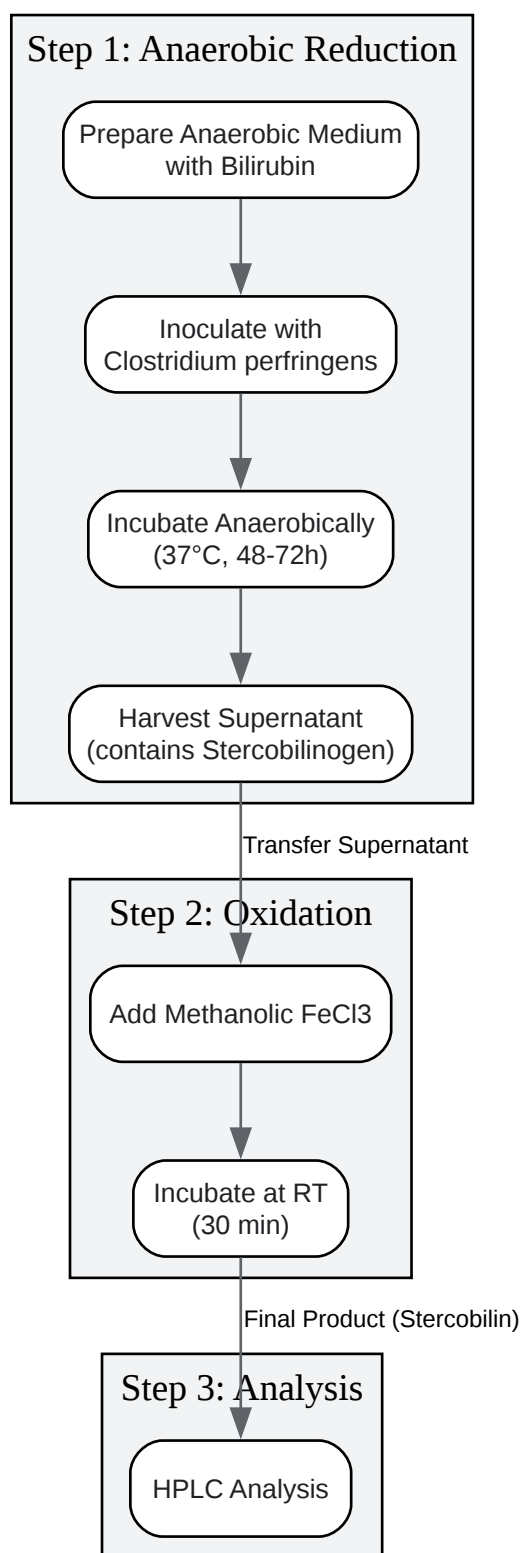 Step 1: Anaerobic Reduction
Prepare Anaerobic Medium
with Bilirubin
Inoculate with
Clostridium perfringens
Incubate Anaerobically
(37°C, 48-72h)
Harvest Supernatant
(contains Stercobilinogen)
Transfer Supernatant
Step 2: Oxidation
Add Methanolic FeCl3
Incubate at RT
(30 min)
Final Product (Stercobilin)
Step 3: Analysis
HPLC Analysis